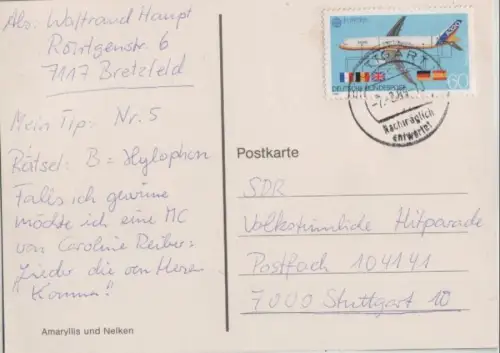 Abs: Waltraud Haupt
Röntgenstr. 6
7117 Bretzfeld
Mein Tip: Nr. 5
Rätsel: B = Xylophon
Falls ich gewinne
möchte ich eine MC
von Caroline Reiber:
"Lieder die von Herzen
Kommen"
Amaryllis und Nelken
EUROPA
60
DEUTSCHE BUNDESPOST
Nachträglich
entwertet
Postkarte
SDR
Volkstümliche Hitparade
Postfach 104141
7000 Stuttgart 10